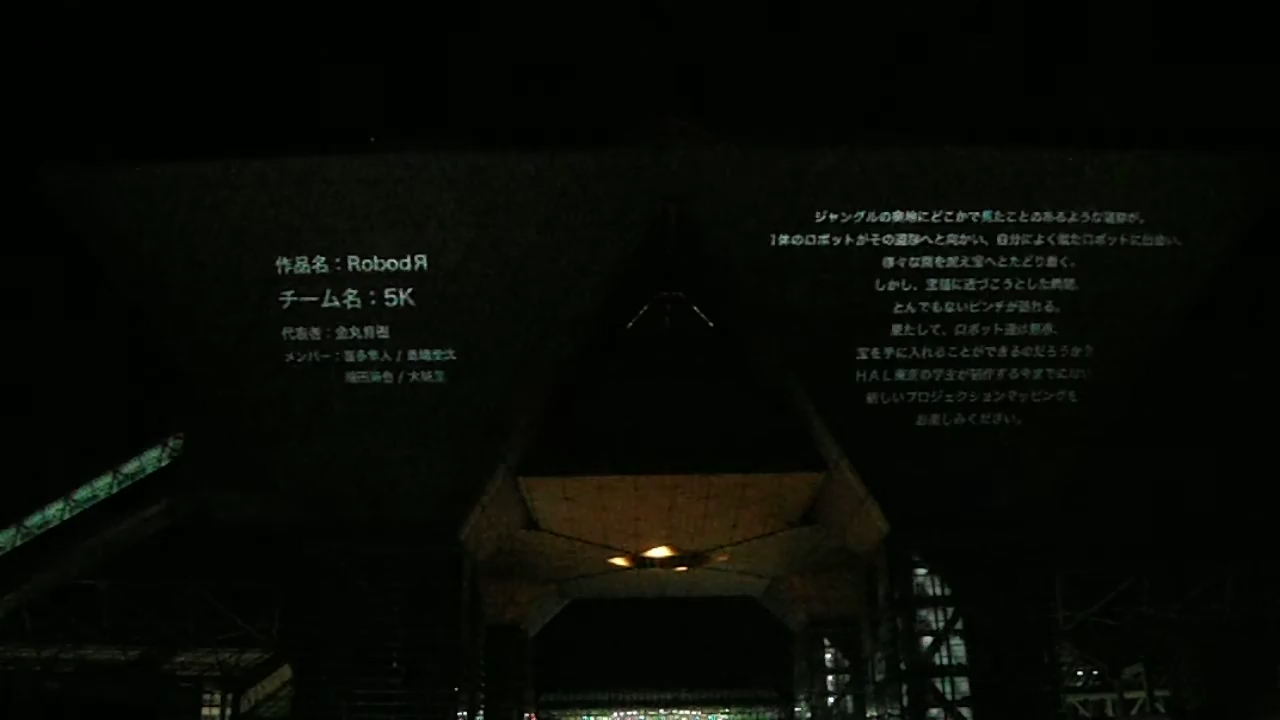 作品名：RobodЯ
チーム名：5K
代表者：金丸
メンバー：
ジャングルの奥地にどこかで見たことのあるような遺跡が。
1体のロボットがその遺跡へと向かい、自分によく似たロボットに出会い、
様々な罠を越え宝へとたどり着く。
しかし、宝箱に近づこうとした瞬間、
とんでもないピンチが訪れる。
果たして、ロボット達は無事、
宝を手に入れることができるのだろうか？
ＨＡＬ東京の学生が制作する今までにない
新しいプロジェクションマッピングを
お楽しみください。